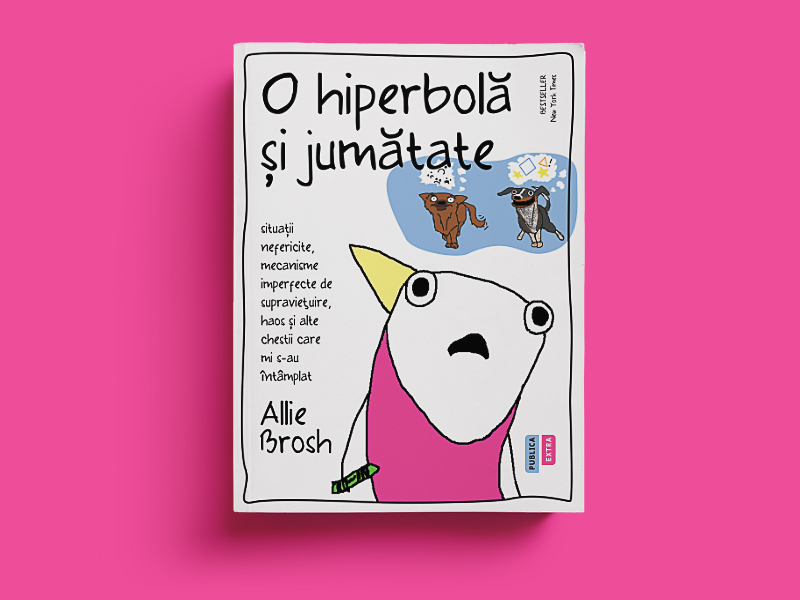 O hiperbolă
și jumătate
BESTSELLER
New York Times
situații
nefericite,
mecanisme
imperfecte de
supraviețuire,
haos și alte
chestii care
mi s-au
întâmplat
Allie
Brosh
PUBLICA
EXTRA